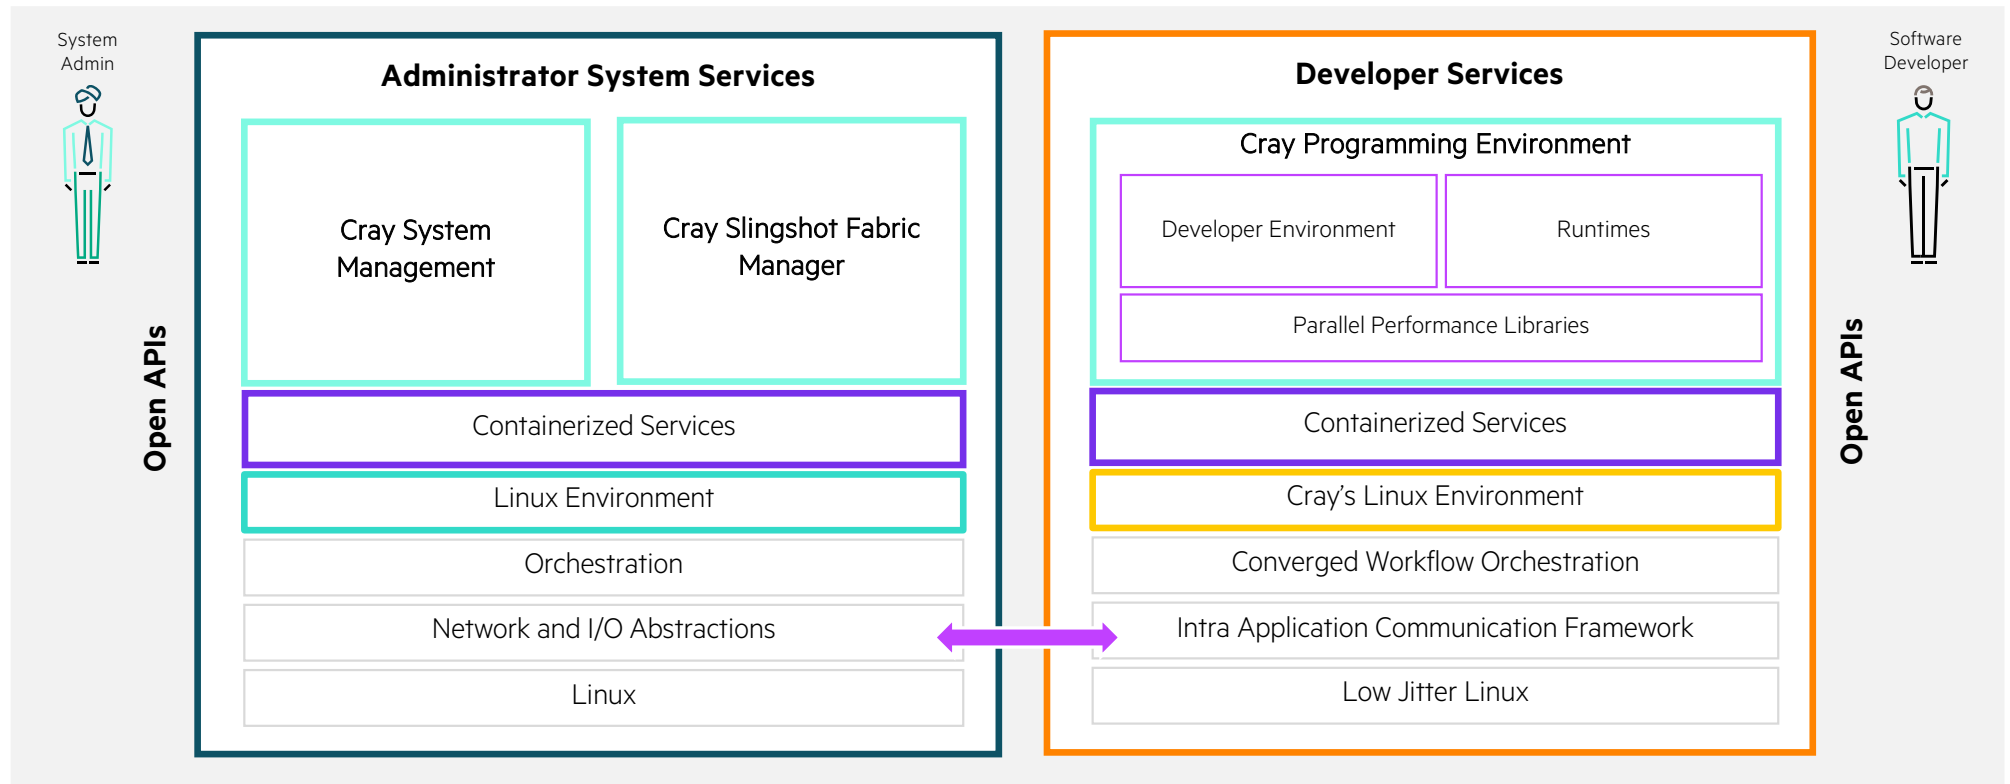 System
Admin
Open APIs
Administrator System Services
Cray System
Management
Cray Slingshot Fabric
Manager
Containerized Services
Linux Environment
Orchestration
Network and I/O Abstractions
Linux
Developer Services
Cray Programming Environment
Developer Environment
Runtimes
Parallel Performance Libraries
Containerized Services
Cray’s Linux Environment
Converged Workflow Orchestration
Intra Application Communication Framework
Low Jitter Linux
Software
Developer
Open APIs